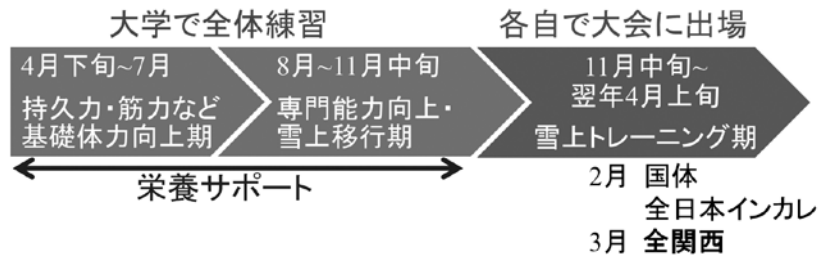 大学で全体練習
各自で大会に出場
4月下旬~7月
持久力・筋力など
基礎体力向上期
8月~11月中旬
専門能力向上・
雪上移行期
11月中旬~
翌年4月上旬
雪上トレーニング期
栄養サポート
2月 国体
全日本インカレ
3月 全関西